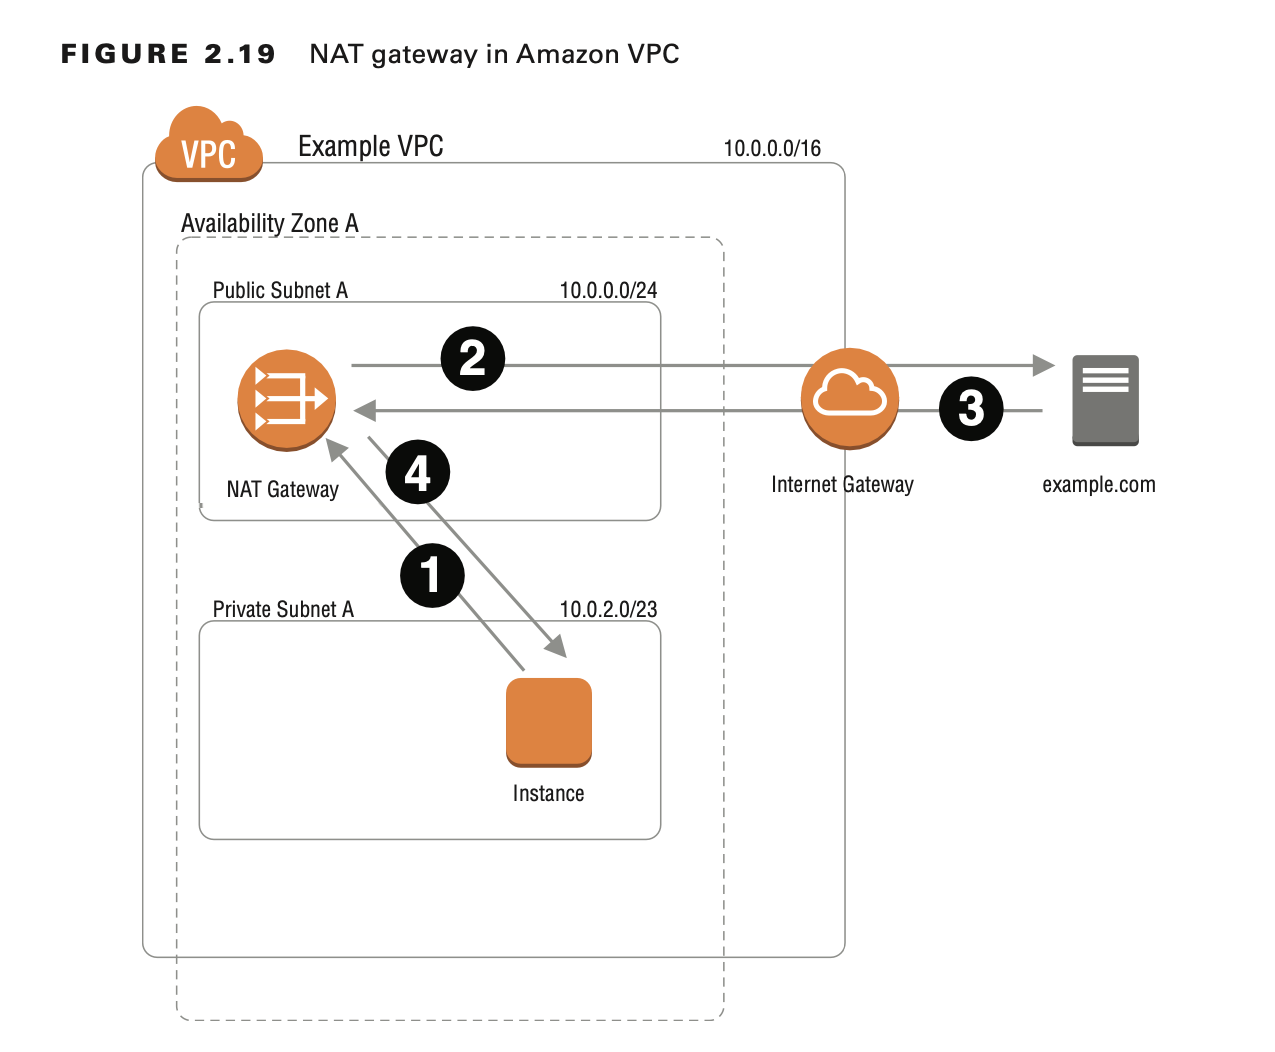 FIGURE 2.19 NAT gateway in Amazon VPC
VPC
Example VPC
10.0.0.0/16
Availability Zone A
Public Subnet A
10.0.0.0/24
2
3
4
NAT Gateway
Internet Gateway
example.com
1
Private Subnet A
10.0.2.0/23
Instance